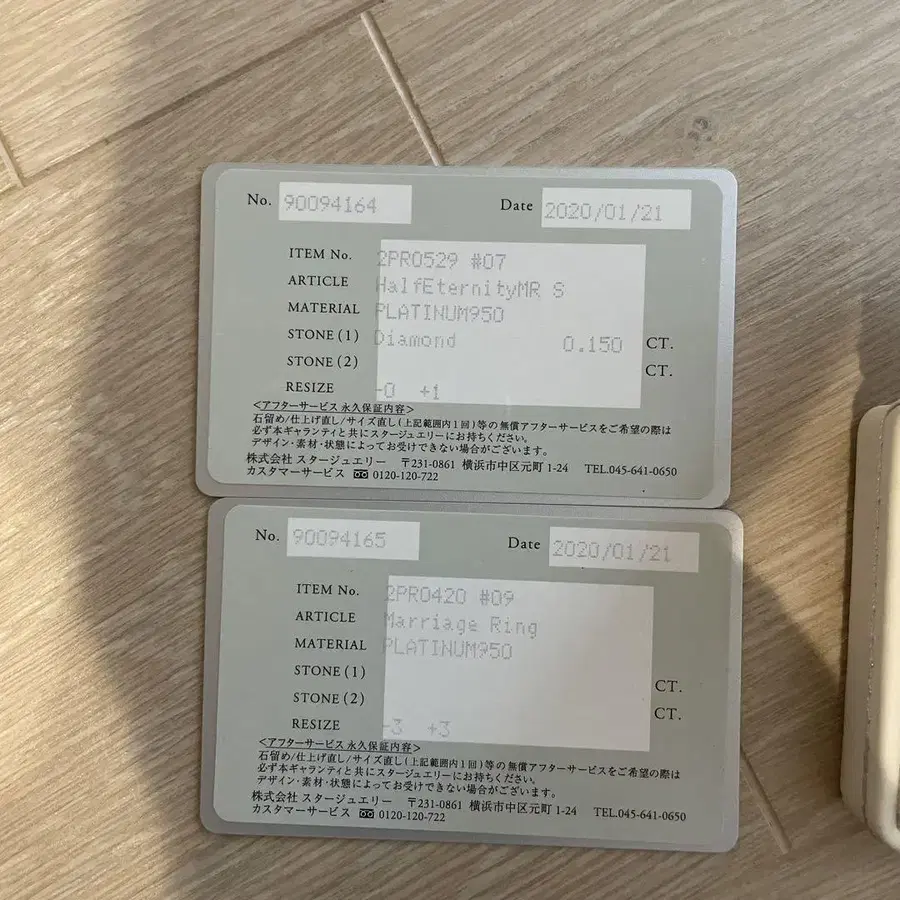 No. 90094164 Date 2020/01/21
ITEM No. 2PR0529 #07
ARTICLE HalfEternityMR S
MATERIAL PLATINUM950
STONE (1) Diamond 0.150 CT.
STONE (2) CT.
RESIZE -0 +1
<アフターサービス 永久保証内容>
石留め/仕上げ直し/サイズ直し(上記範囲内1回)等の無償アフターサービスをご希望の際は
必ず本ギャランティと共にスタージュエリーにお持ちください。
デザイン・素材・状態によってお受けできない場合がございます。
株式会社 スタージュエリー 〒231-0861 横浜市中区元町 1-24 TEL.045-641-0650
カスタマーサービス 0120-120-722
No. 90094165 Date 2020/01/21
ITEM No. 2PR0420 #09
ARTICLE Marriage Ring
MATERIAL PLATINUM950
STONE (1) CT.
STONE (2) CT.
RESIZE -3 +3
<アフターサービス 永久保証内容>
石留め/仕上げ直し/サイズ直し(上記範囲内1回)等の無償アフターサービスをご希望の際は
必ず本ギャランティと共にスタージュエリーにお持ちください。
デザイン・素材・状態によってお受けできない場合がございます。
株式会社 スタージュエリー 〒231-0861 横浜市中区元町 1-24 TEL.045-641-0650
カスタマーサービス 0120-120-722